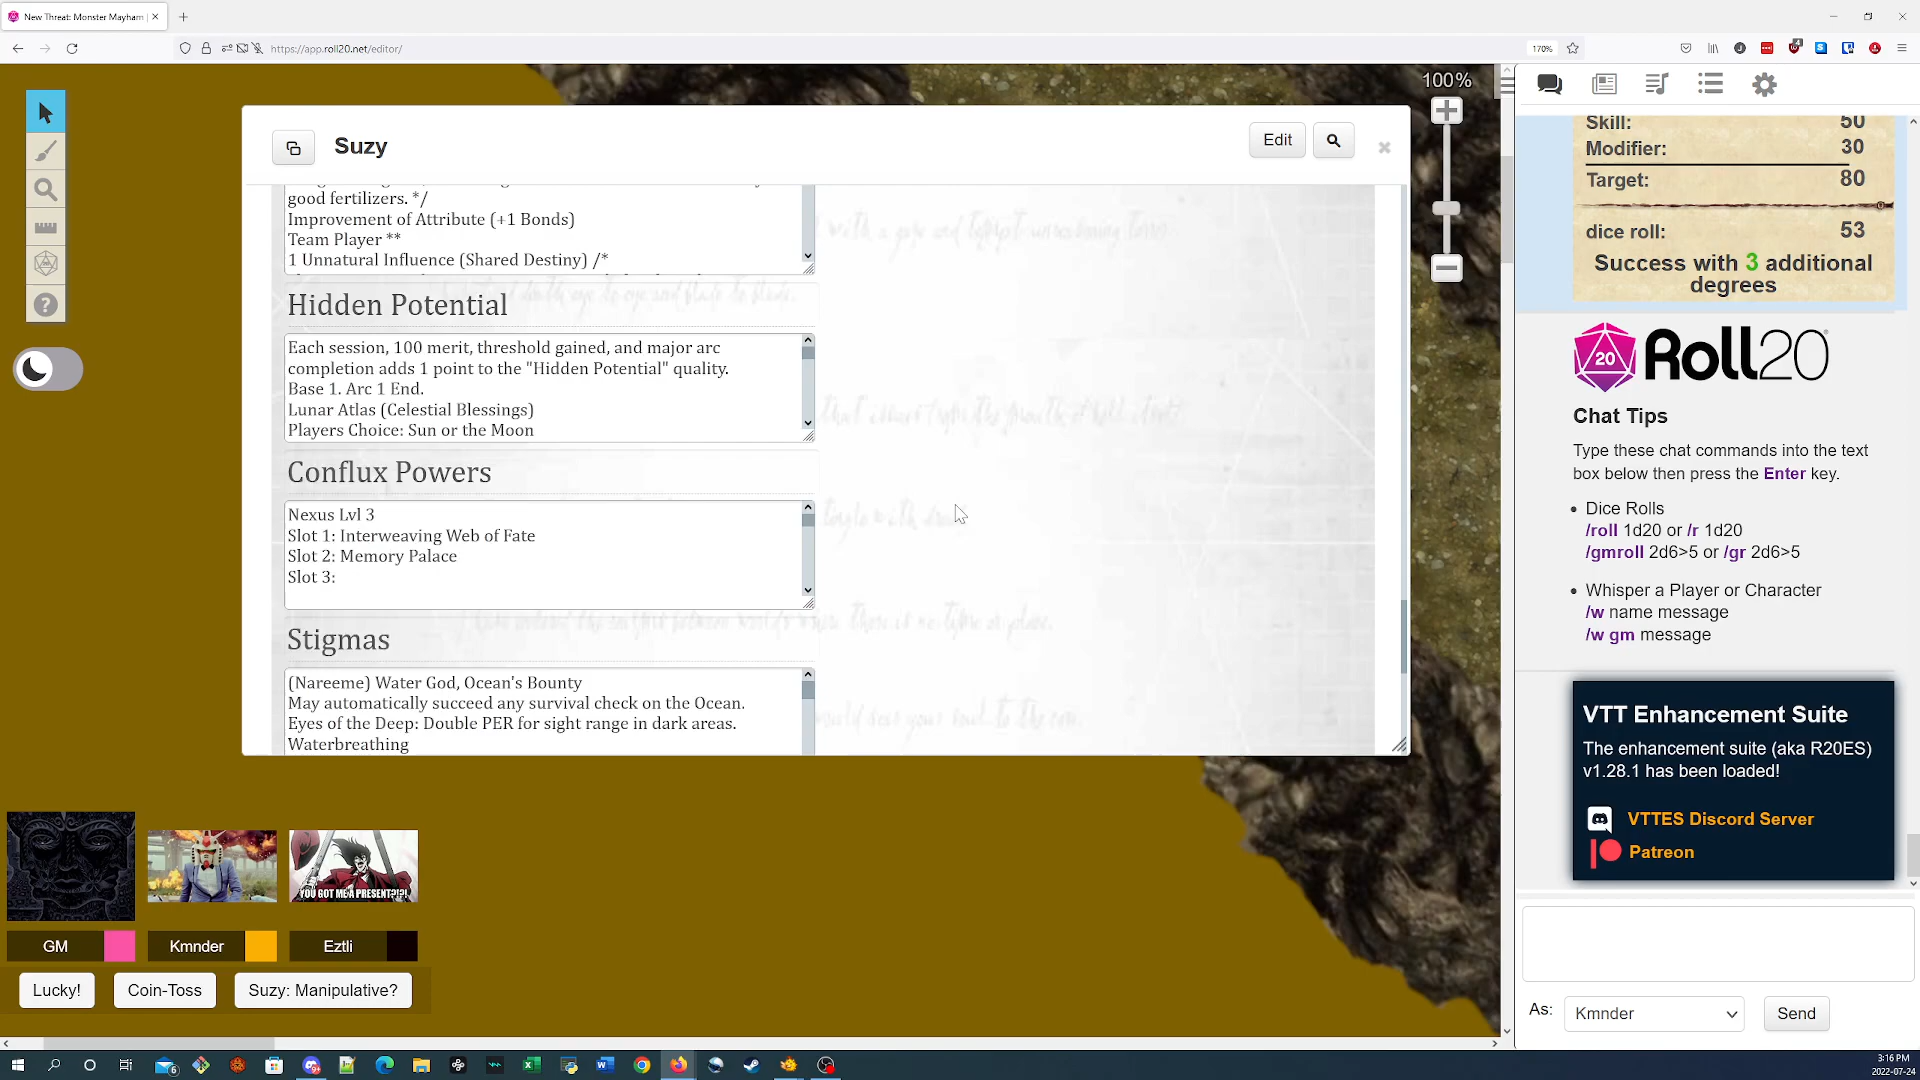 New Threat: Monster Mayham
https://app.roll20.net/editor/
170%
100%
Suzy
Edit
good fertilizers. */
Improvement of Attribute (+1 Bonds)
Team Player **
1 Unnatural Influence (Shared Destiny) /*
Hidden Potential
Each session, 100 merit, threshold gained, and major arc
completion adds 1 point to the "Hidden Potential" quality.
Base 1. Arc 1 End.
Lunar Atlas (Celestial Blessings)
Players Choice: Sun or the Moon
Conflux Powers
Nexus Lvl 3
Slot 1: Interweaving Web of Fate
Slot 2: Memory Palace
Slot 3:
Stigmas
(Nareeme) Water God, Ocean's Bounty
May automatically succeed any survival check on the Ocean.
Eyes of the Deep: Double PER for sight range in dark areas.
Waterbreathing
YOU GOT ME A PRESENT?!?!
GM
Kmnder
Eztli
Lucky!
Coin-Toss
Suzy: Manipulative?
Skill: 50
Modifier: 30
Target: 80
dice roll: 53
Success with 3 additional
degrees
20
Roll20
Chat Tips
Type these chat commands into the text
box below then press the Enter key.
Dice Rolls
/roll 1d20 or /r 1d20
/gmroll 2d6>5 or /gr 2d6>5
Whisper a Player or Character
/w name message
/w gm message
VTT Enhancement Suite
The enhancement suite (aka R20ES)
v1.28.1 has been loaded!
VTTES Discord Server
Patreon
As:
Kmnder
Send
3:16 PM
2022-07-24